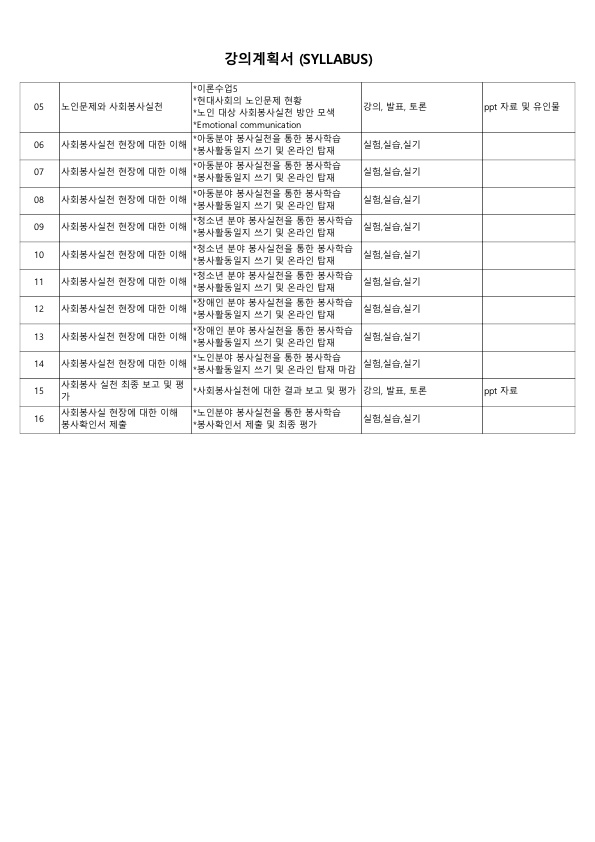 강의계획서 (SYLLABUS)
*이론수업5
*현대사회의 노인문제 현황
05 노인문제와 사회봉사실천 강의, 발표, 토론 ppt 자료 및 유인물
*노인 대상 사회봉사실천 방안 모색
*Emotional communication
*아동분야 봉사실천을 통한 봉사학습
06 사회봉사실천 현장에 대한 이해 실험,실습,실기
*봉사활동일지 쓰기 및 온라인 탑재
*아동분야 봉사실천을 통한 봉사학습
07 사회봉사실천 현장에 대한 이해 실험,실습,실기
*봉사활동일지 쓰기 및 온라인 탑재
*아동분야 봉사실천을 통한 봉사학습
08 사회봉사실천 현장에 대한 이해 실험,실습,실기
*봉사활동일지 쓰기 및 온라인 탑재
*청소년 분야 봉사실천을 통한 봉사학습
09 사회봉사실천 현장에 대한 이해 실험,실습,실기
*봉사활동일지 쓰기 및 온라인 탑재
*청소년 분야 봉사실천을 통한 봉사학습
10 사회봉사실천 현장에 대한 이해 실험,실습,실기
*봉사활동일지 쓰기 및 온라인 탑재
*청소년 분야 봉사실천을 통한 봉사학습
11 사회봉사실천 현장에 대한 이해 실험,실습,실기
*봉사활동일지 쓰기 및 온라인 탑재
*장애인 분야 봉사실천을 통한 봉사학습
12 사회봉사실천 현장에 대한 이해 실험,실습,실기
*봉사활동일지 쓰기 및 온라인 탑재
*장애인 분야 봉사실천을 통한 봉사학습
13 사회봉사실천 현장에 대한 이해 실험,실습,실기
*봉사활동일지 쓰기 및 온라인 탑재
*노인분야 봉사실천을 통한 봉사학습
14 사회봉사실천 현장에 대한 이해 실험,실습,실기
*봉사활동일지 쓰기 및 온라인 탑재 마감
사회봉사 실천 최종 보고 및 평
15 *사회봉사실천에 대한 결과 보고 및 평가 강의, 발표, 토론 ppt 자료
가
사회봉사실 현장에 대한 이해 *노인분야 봉사실천을 통한 봉사학습
16 실험,실습,실기
봉사확인서 제출 *봉사확인서 제출 및 최종 평가